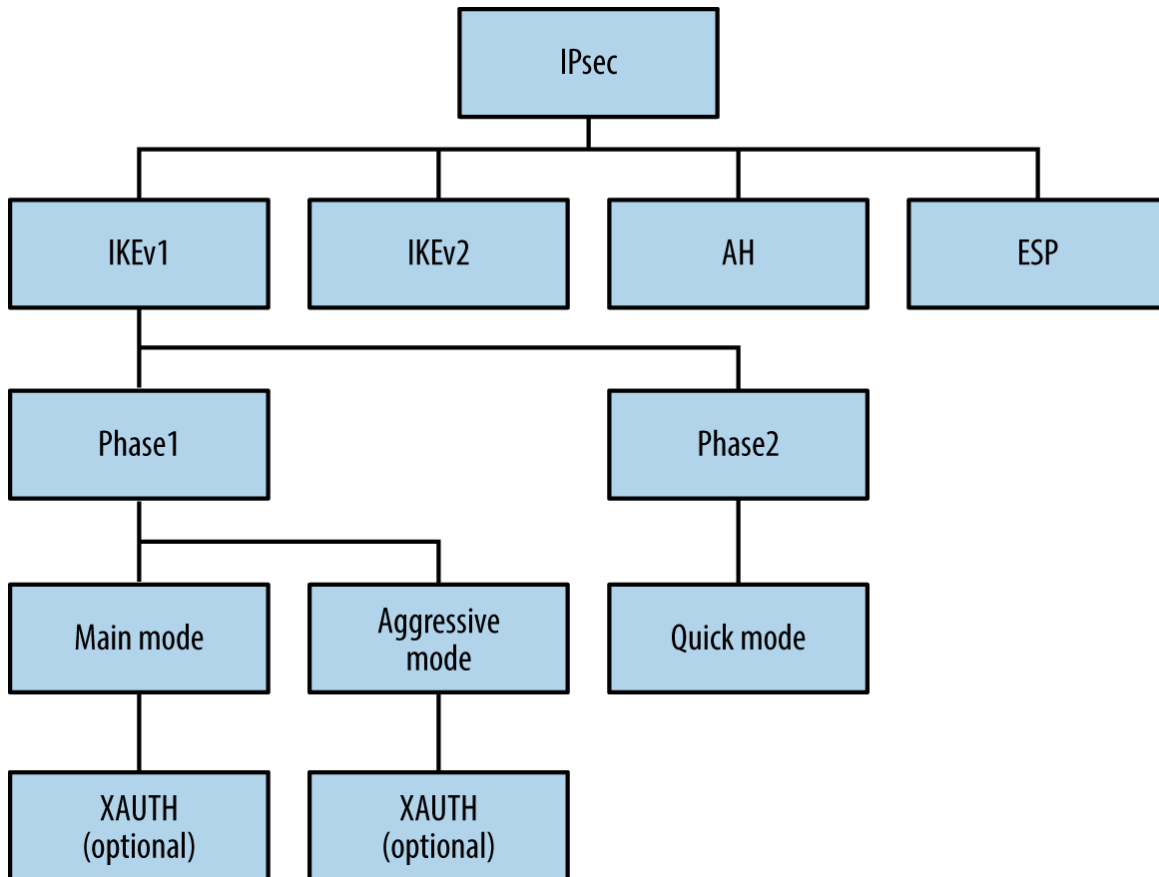 IPsec
IKEv1
IKEv2
AH
ESP
Phase1
Phase2
Main mode
Aggressive
mode
Quick mode
XAUTH
(optional)
XAUTH
(optional)